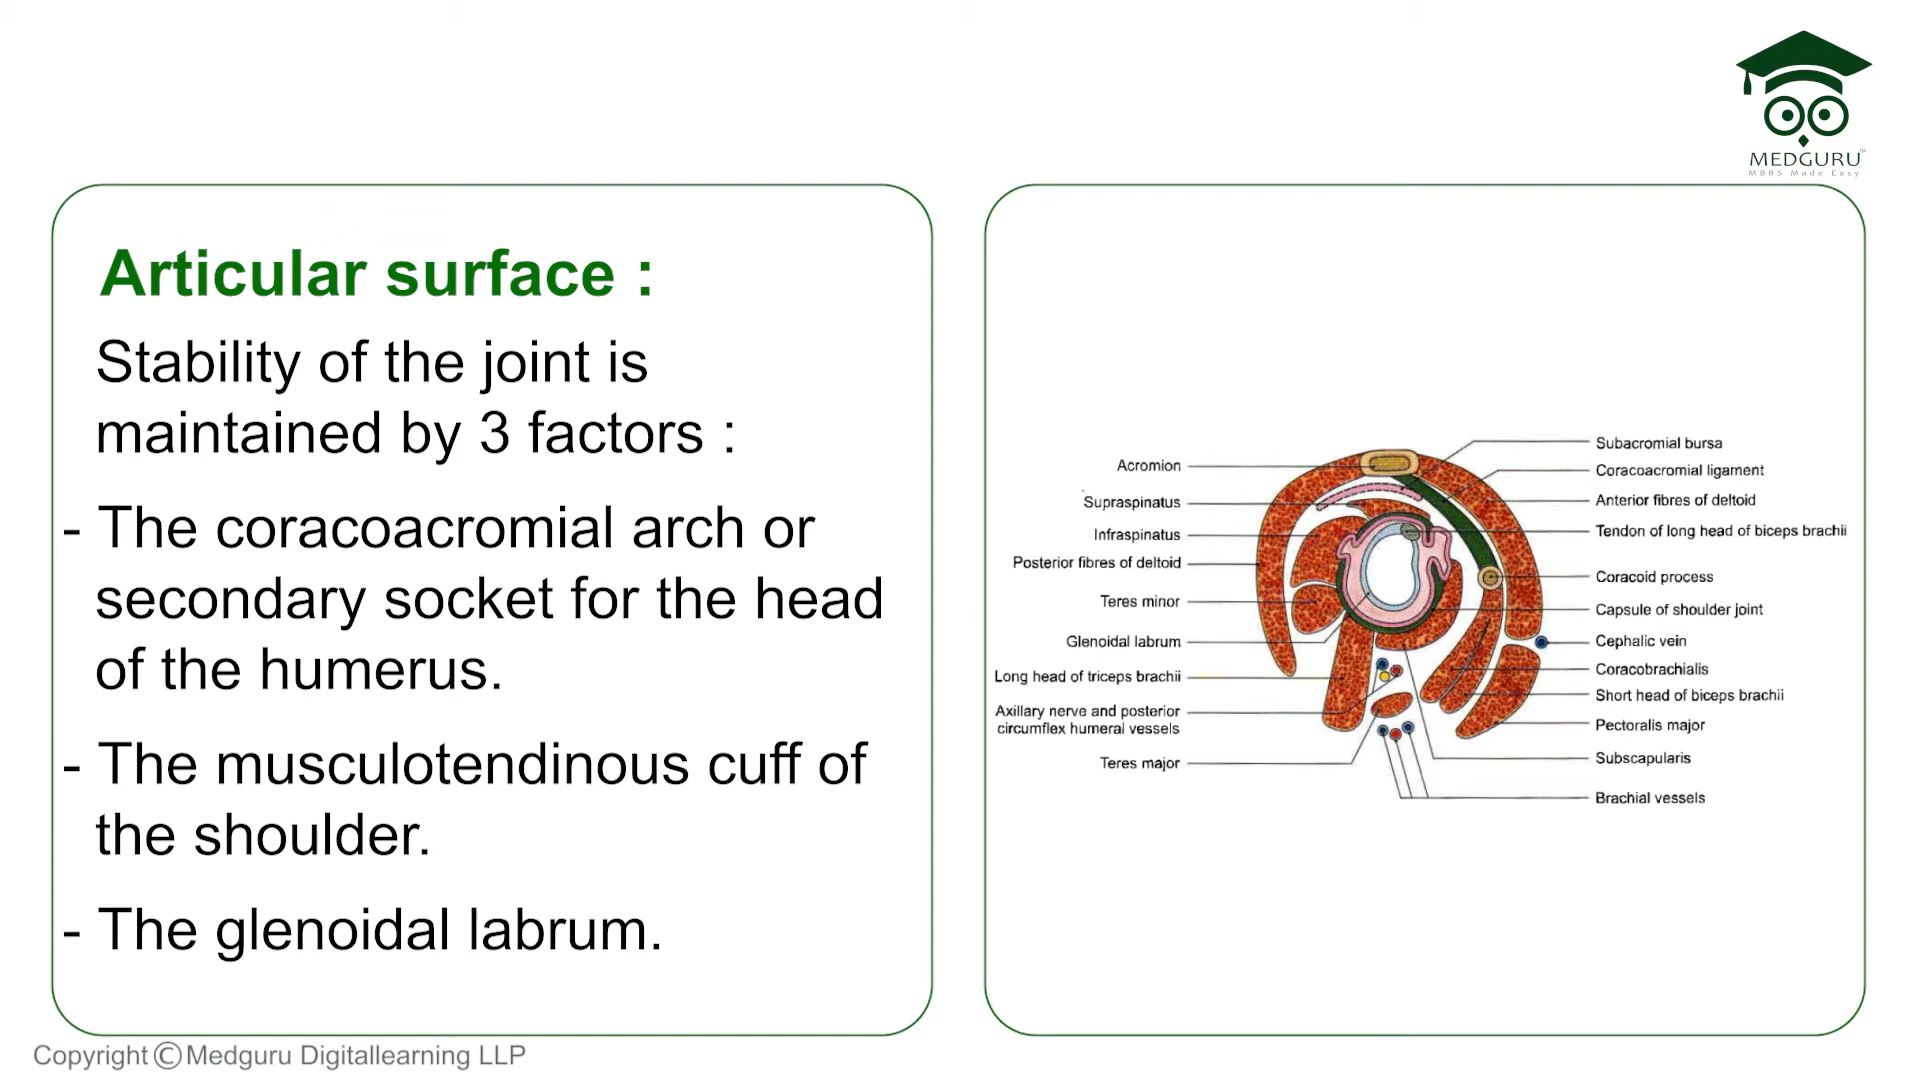 MEDGURU™
MBBS Made Easy
Articular surface :
Stability of the joint is
maintained by 3 factors :
- The coracoacromial arch or
secondary socket for the head
of the humerus.
- The musculotendinous cuff of
the shoulder.
- The glenoidal labrum.
Acromion
Supraspinatus
Infraspinatus
Posterior fibres of deltoid
Teres minor
Glenoidal labrum
Long head of triceps brachii
Axillary nerve and posterior
circumflex humeral vessels
Teres major
Subacromial bursa
Coracoacromial ligament
Anterior fibres of deltoid
Tendon of long head of biceps brachii
Coracoid process
Capsule of shoulder joint
Cephalic vein
Coracobrachialis
Short head of biceps brachii
Pectoralis major
Subscapularis
Brachial vessels
Copyright © Medguru Digitallearning LLP